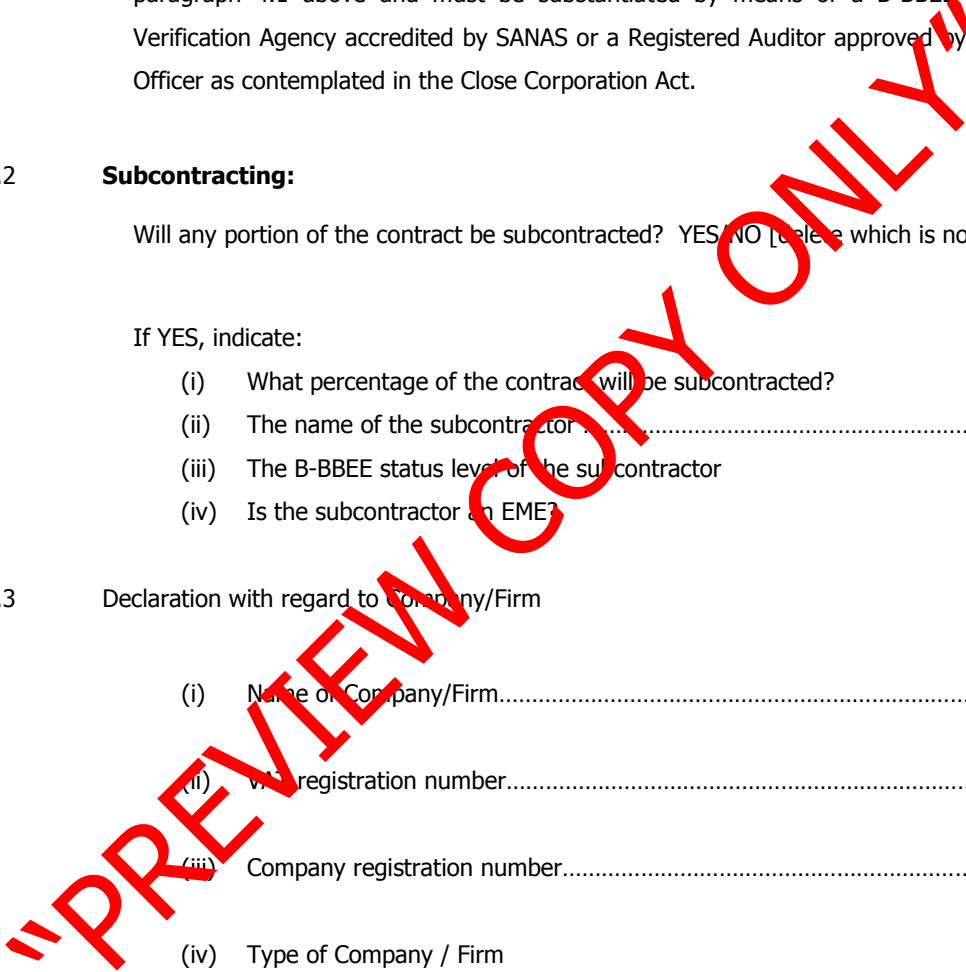 paragraph 4.1 above and must be substantiated by means of a B-BBEE
Verification Agency accredited by SANAS or a Registered Auditor approved by
Officer as contemplated in the Close Corporation Act.
.2 Subcontracting:
Will any portion of the contract be subcontracted? YES/NO [delete which is no
If YES, indicate:
(i) What percentage of the contract will be subcontracted?
(ii) The name of the subcontractor ……………………………………………………
(iii) The B-BBEE status level of the subcontractor
(iv) Is the subcontractor an EME?
.3 Declaration with regard to Company/Firm
(i) Name of Company/Firm……………………………………………………………
(ii) VAT registration number……………………………………………………………
(iii) Company registration number……………………………………………………
(iv) Type of Company / Firm
"PREVIEW COPY ONLY"